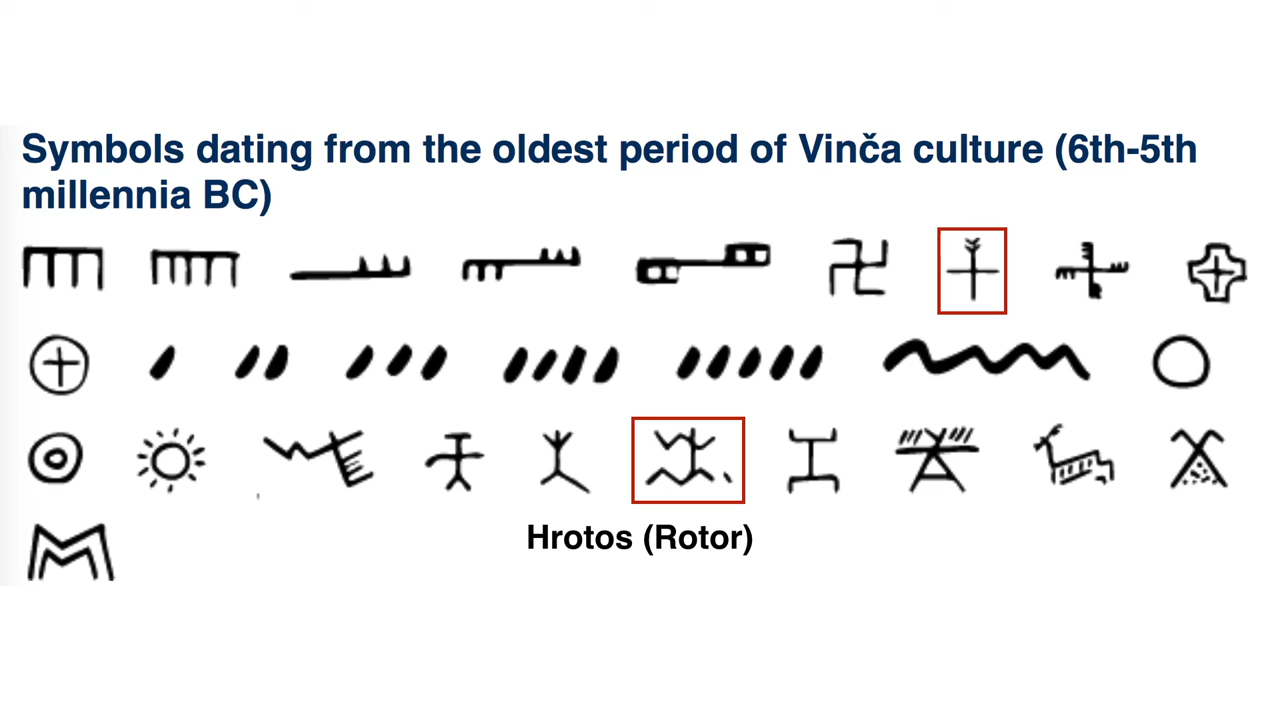 Symbols dating from the oldest period of Vinča culture (6th-5th
millennia BC)
Hrotos (Rotor)